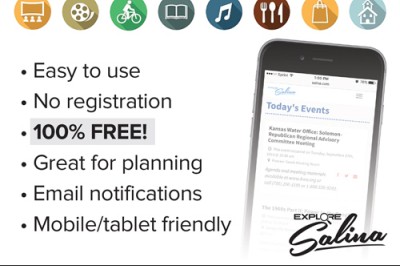 • Easy to use
• No registration
• 100% FREE!
• Great for planning
• Email notifications
• Mobile/tablet friendly
Salina
Today's Events
Kansas Water Office: Solomon-
Republican Regional Advisory
Committee Meeting
EXPLORE
Salina